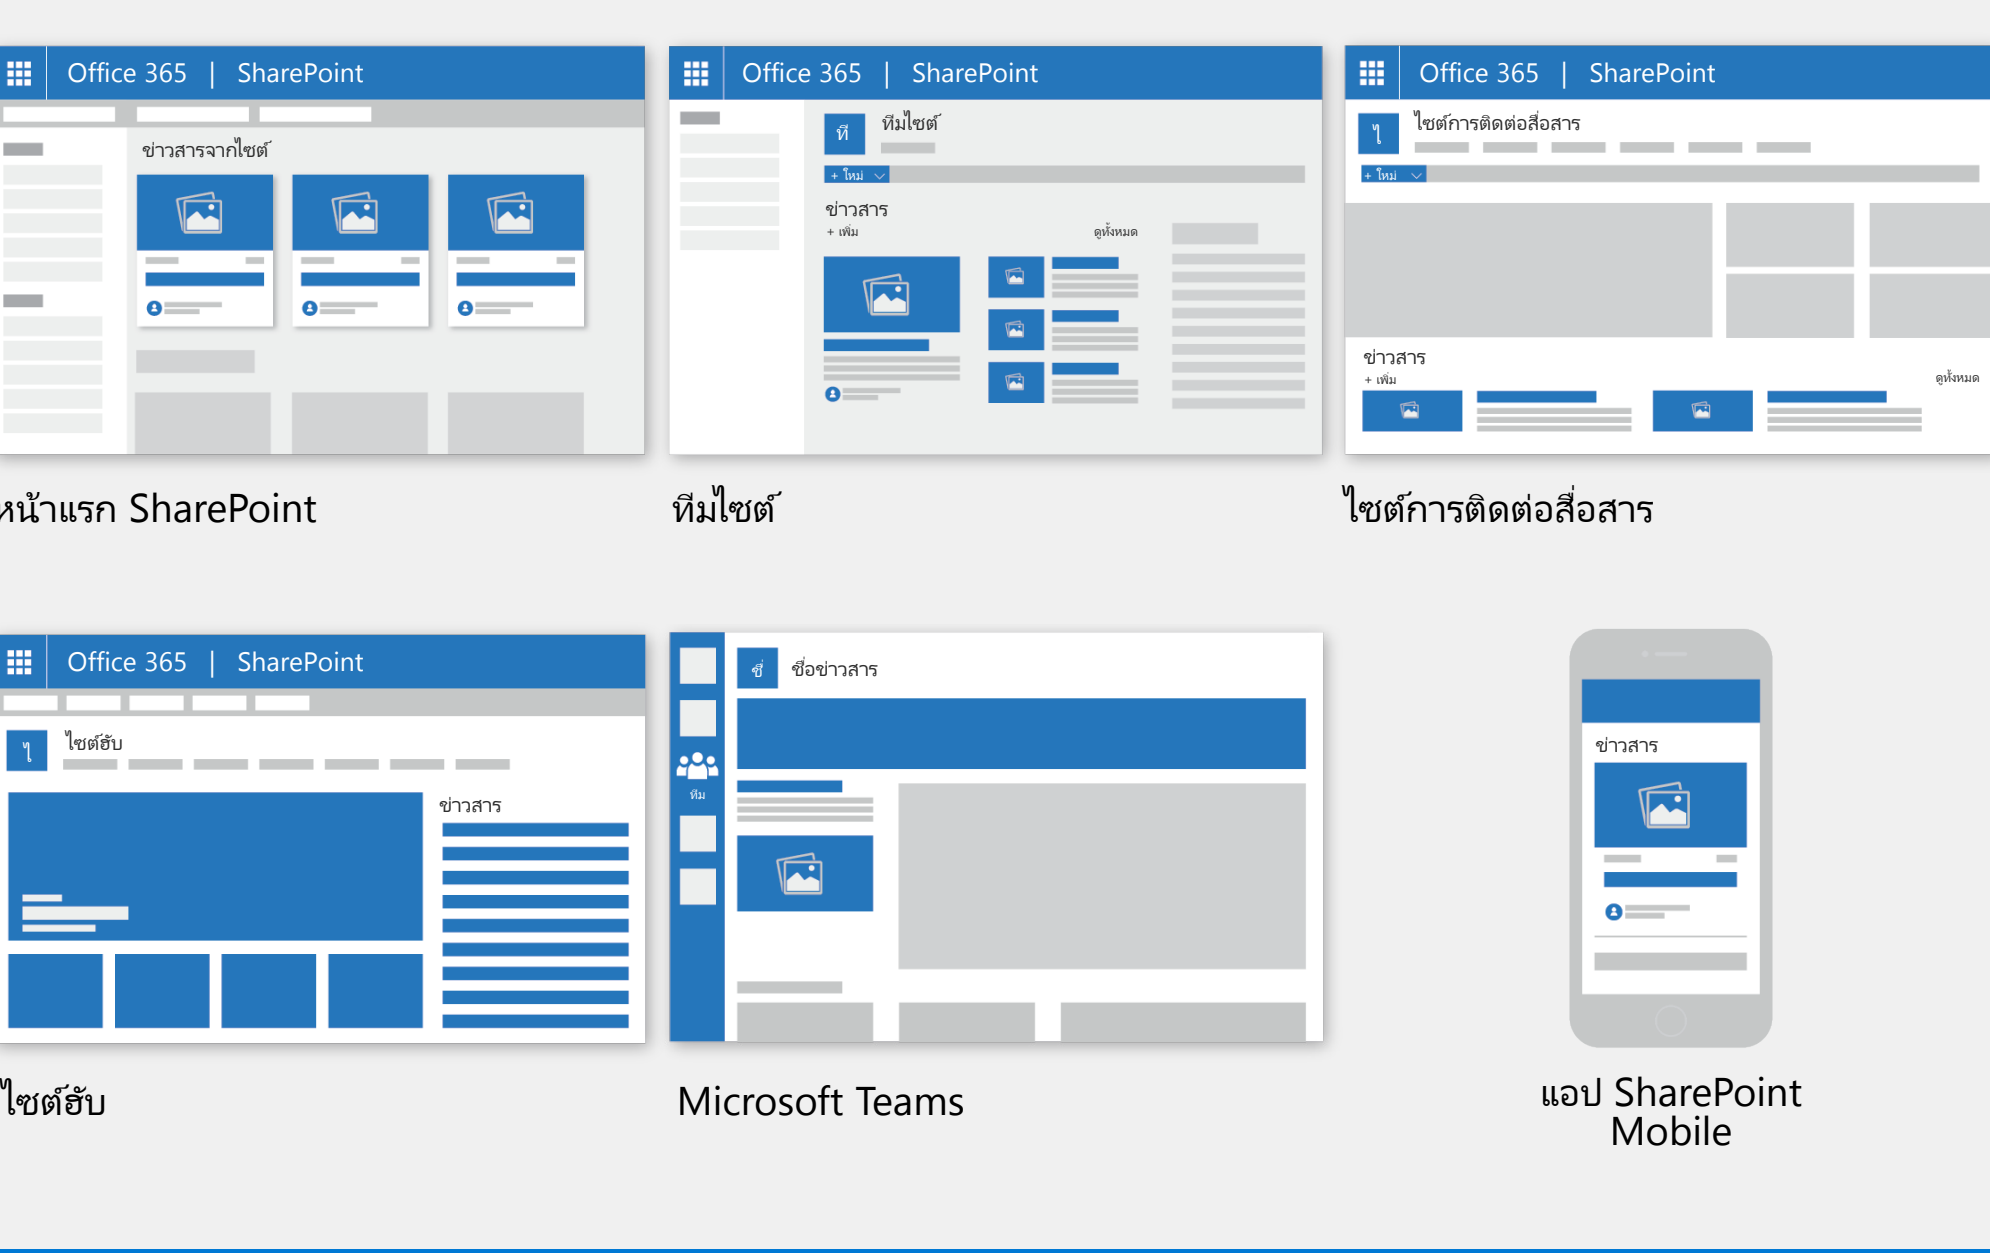 Office 365 | SharePoint
ข่าวสารจากไซต์
หน้าแรก SharePoint
Office 365 | SharePoint
ที
ทีมไซต์
+ ใหม่
ข่าวสาร
+ เพิ่ม
ดูทั้งหมด
ทีมไซต์
Office 365 | SharePoint
ไ
ไซต์การติดต่อสื่อสาร
+ ใหม่
ข่าวสาร
+ เพิ่ม
ดูทั้งหมด
ไซต์การติดต่อสื่อสาร
Office 365 | SharePoint
ไ
ไซต์ฮับ
ข่าวสาร
ไซต์ฮับ
ชื่
ชื่อข่าวสาร
ทีม
Microsoft Teams
ข่าวสาร
แอป SharePoint
Mobile